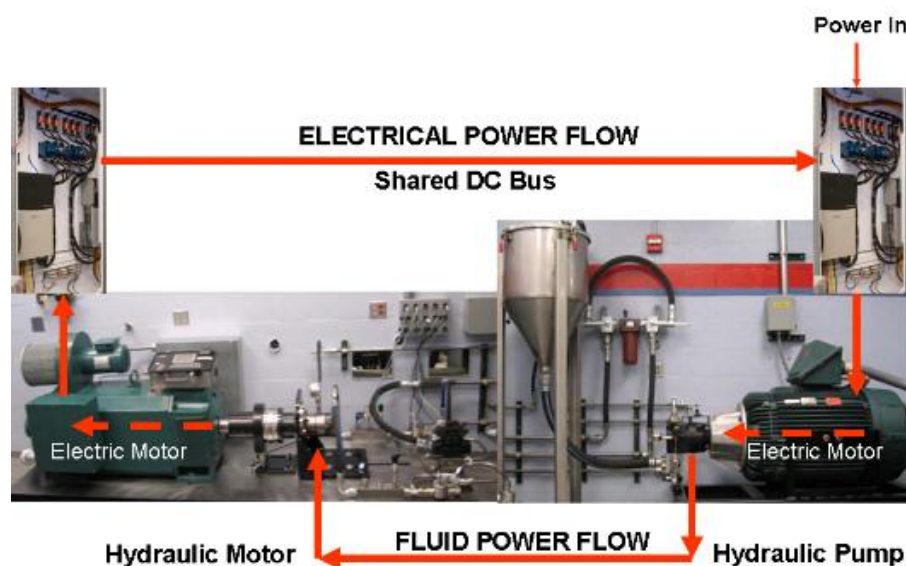 Power In
ELECTRICAL POWER FLOW
Shared DC Bus
Electric Motor
Electric Motor
FLUID POWER FLOW
Hydraulic Motor
Hydraulic Pump